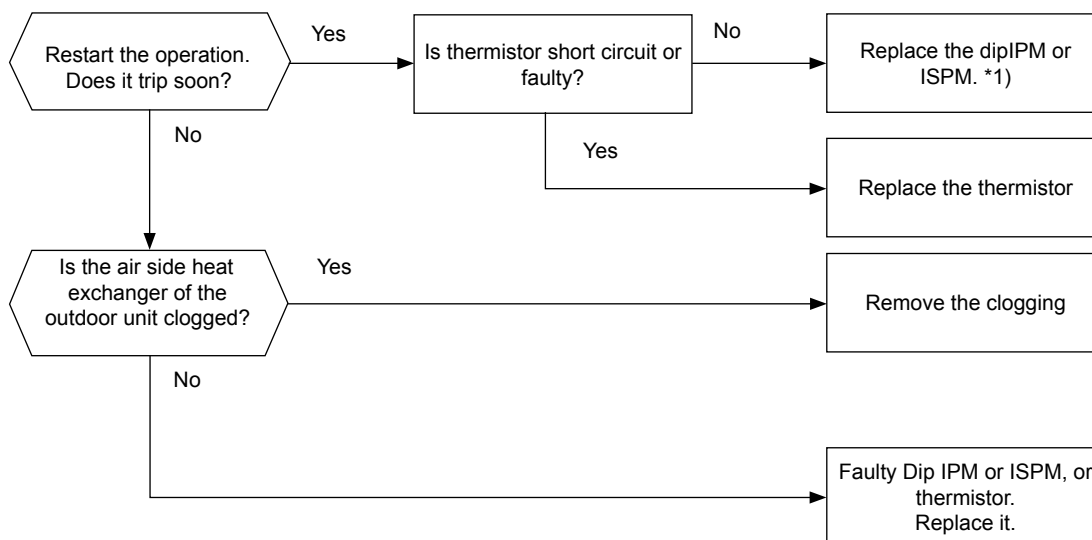 Restart the operation.
Does it trip soon?
Yes
Is thermistor short circuit or
faulty?
No
Replace the dipIPM or
ISPM. *1)
No
Yes
Replace the thermistor
Is the air side heat
exchanger of the
outdoor unit clogged?
Yes
Remove the clogging
No
Faulty Dip IPM or ISPM, or
thermistor.
Replace it.